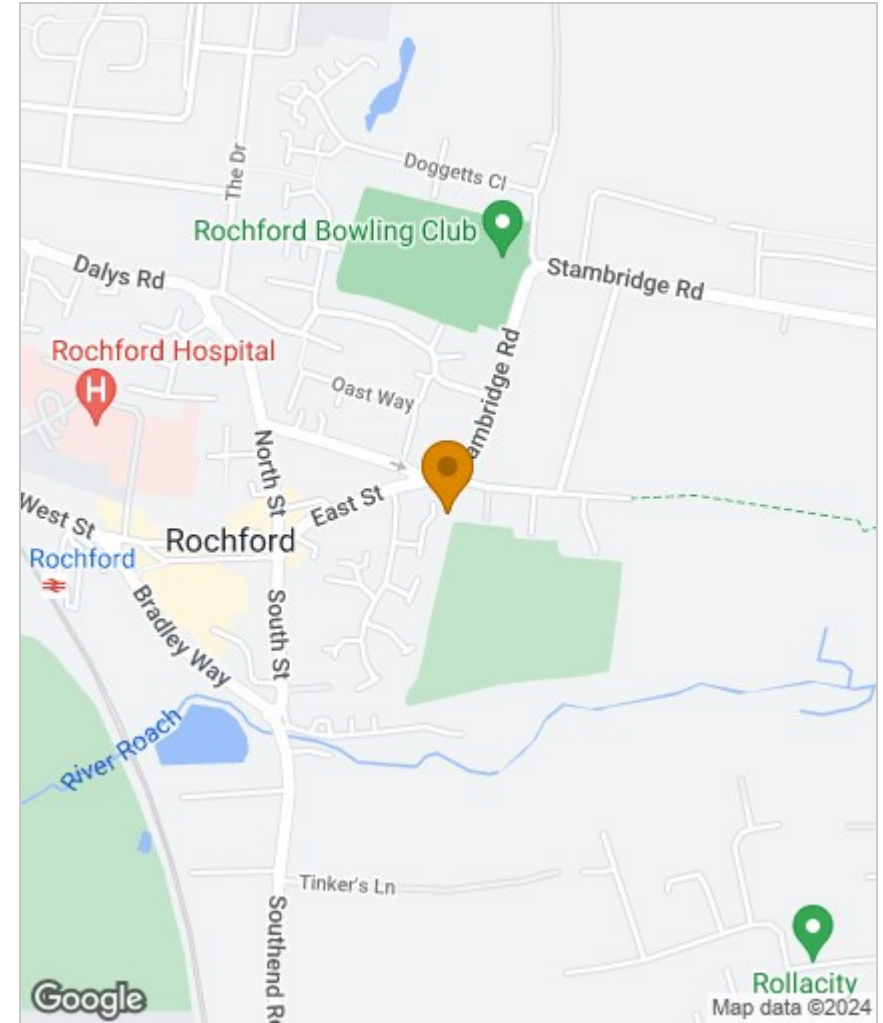 Doggetts Cl
The Dr
Rochford Bowling Club
Dalys Rd
Stambridge Rd
Rochford Hospital
H
ambridge Rd
Oast Way
North St
East St
West St
Rochford
Rochford
South St
Bradley Way
River Roach
Tinker's Ln
Southend R
Rollacity
Google
Map data ©2024